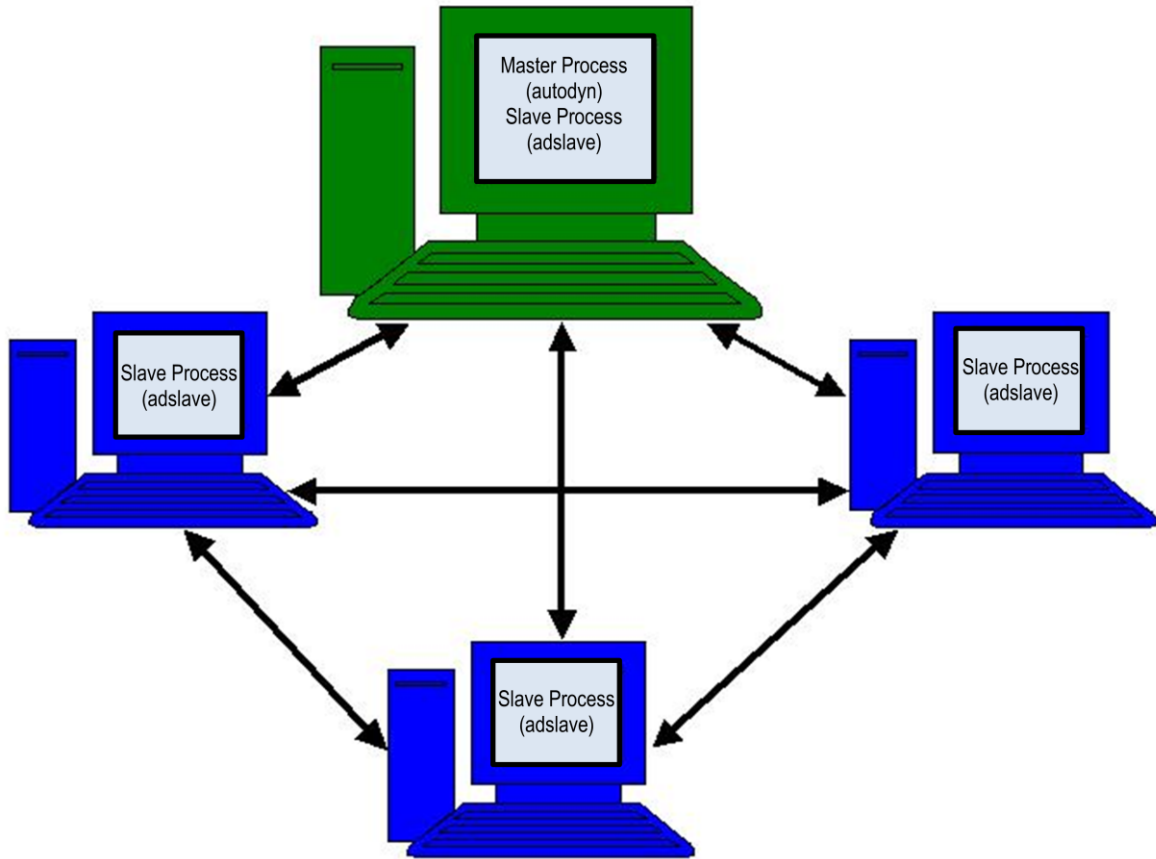 Master Process
(autodyn)
Slave Process
(adslave)
Slave Process
(adslave)
Slave Process
(adslave)
Slave Process
(adslave)